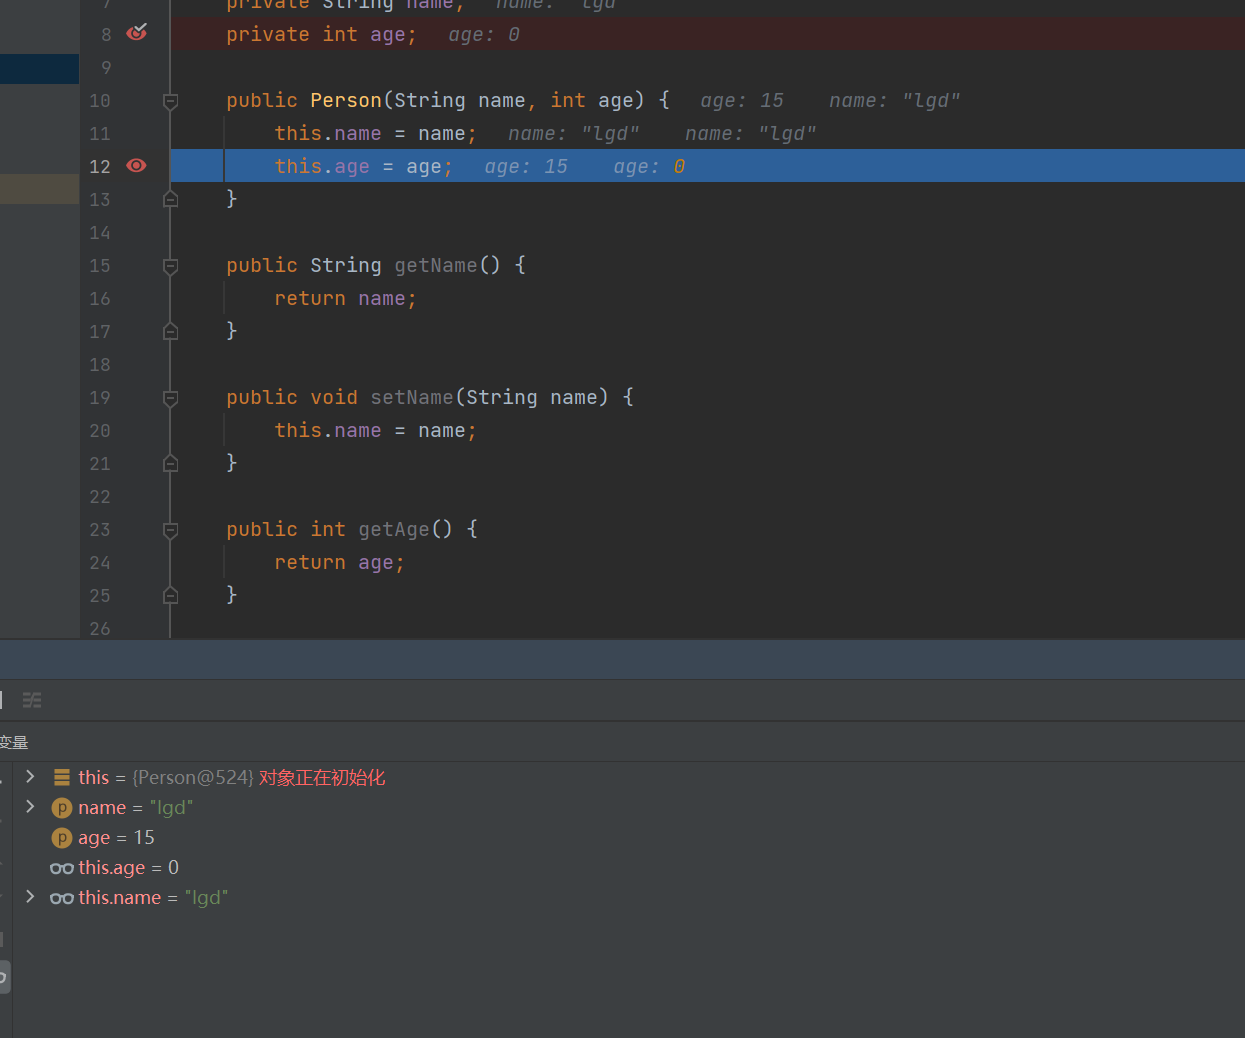 7 private String name; name: "lgd"
8 private int age; age: 0
9
10 public Person(String name, int age) { age: 15 name: "lgd"
11 this.name = name; name: "lgd" name: "lgd"
12 this.age = age; age: 15 age: 0
13 }
14
15 public String getName() {
16 return name;
17 }
18
19 public void setName(String name) {
20 this.name = name;
21 }
22
23 public int getAge() {
24 return age;
25 }
26
变量
this = {Person@524} 对象正在初始化
p name = "lgd"
p age = 15
this.age = 0
this.name = "lgd"